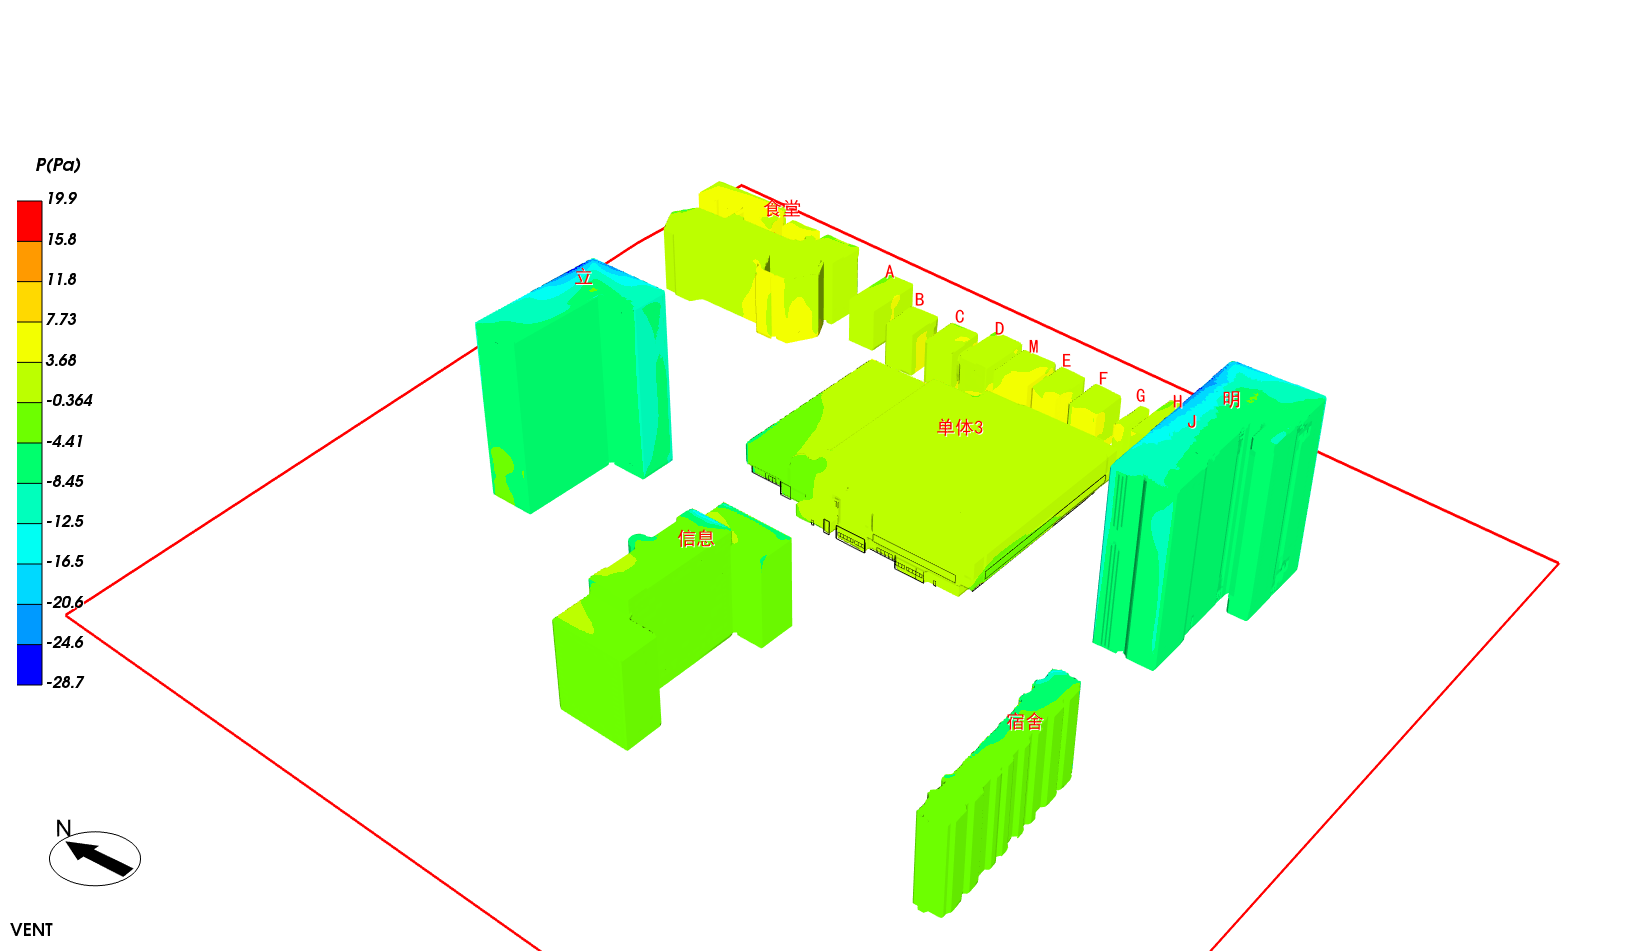 P(Pa)
19.9
15.8
11.8
7.73
3.68
-0.364
-4.41
-8.45
-12.5
-16.5
-20.6
-24.6
-28.7
食堂
立
A
B
C
D
M
E
F
G
H
J
明
单体3
信息
宿舍
N
VENT